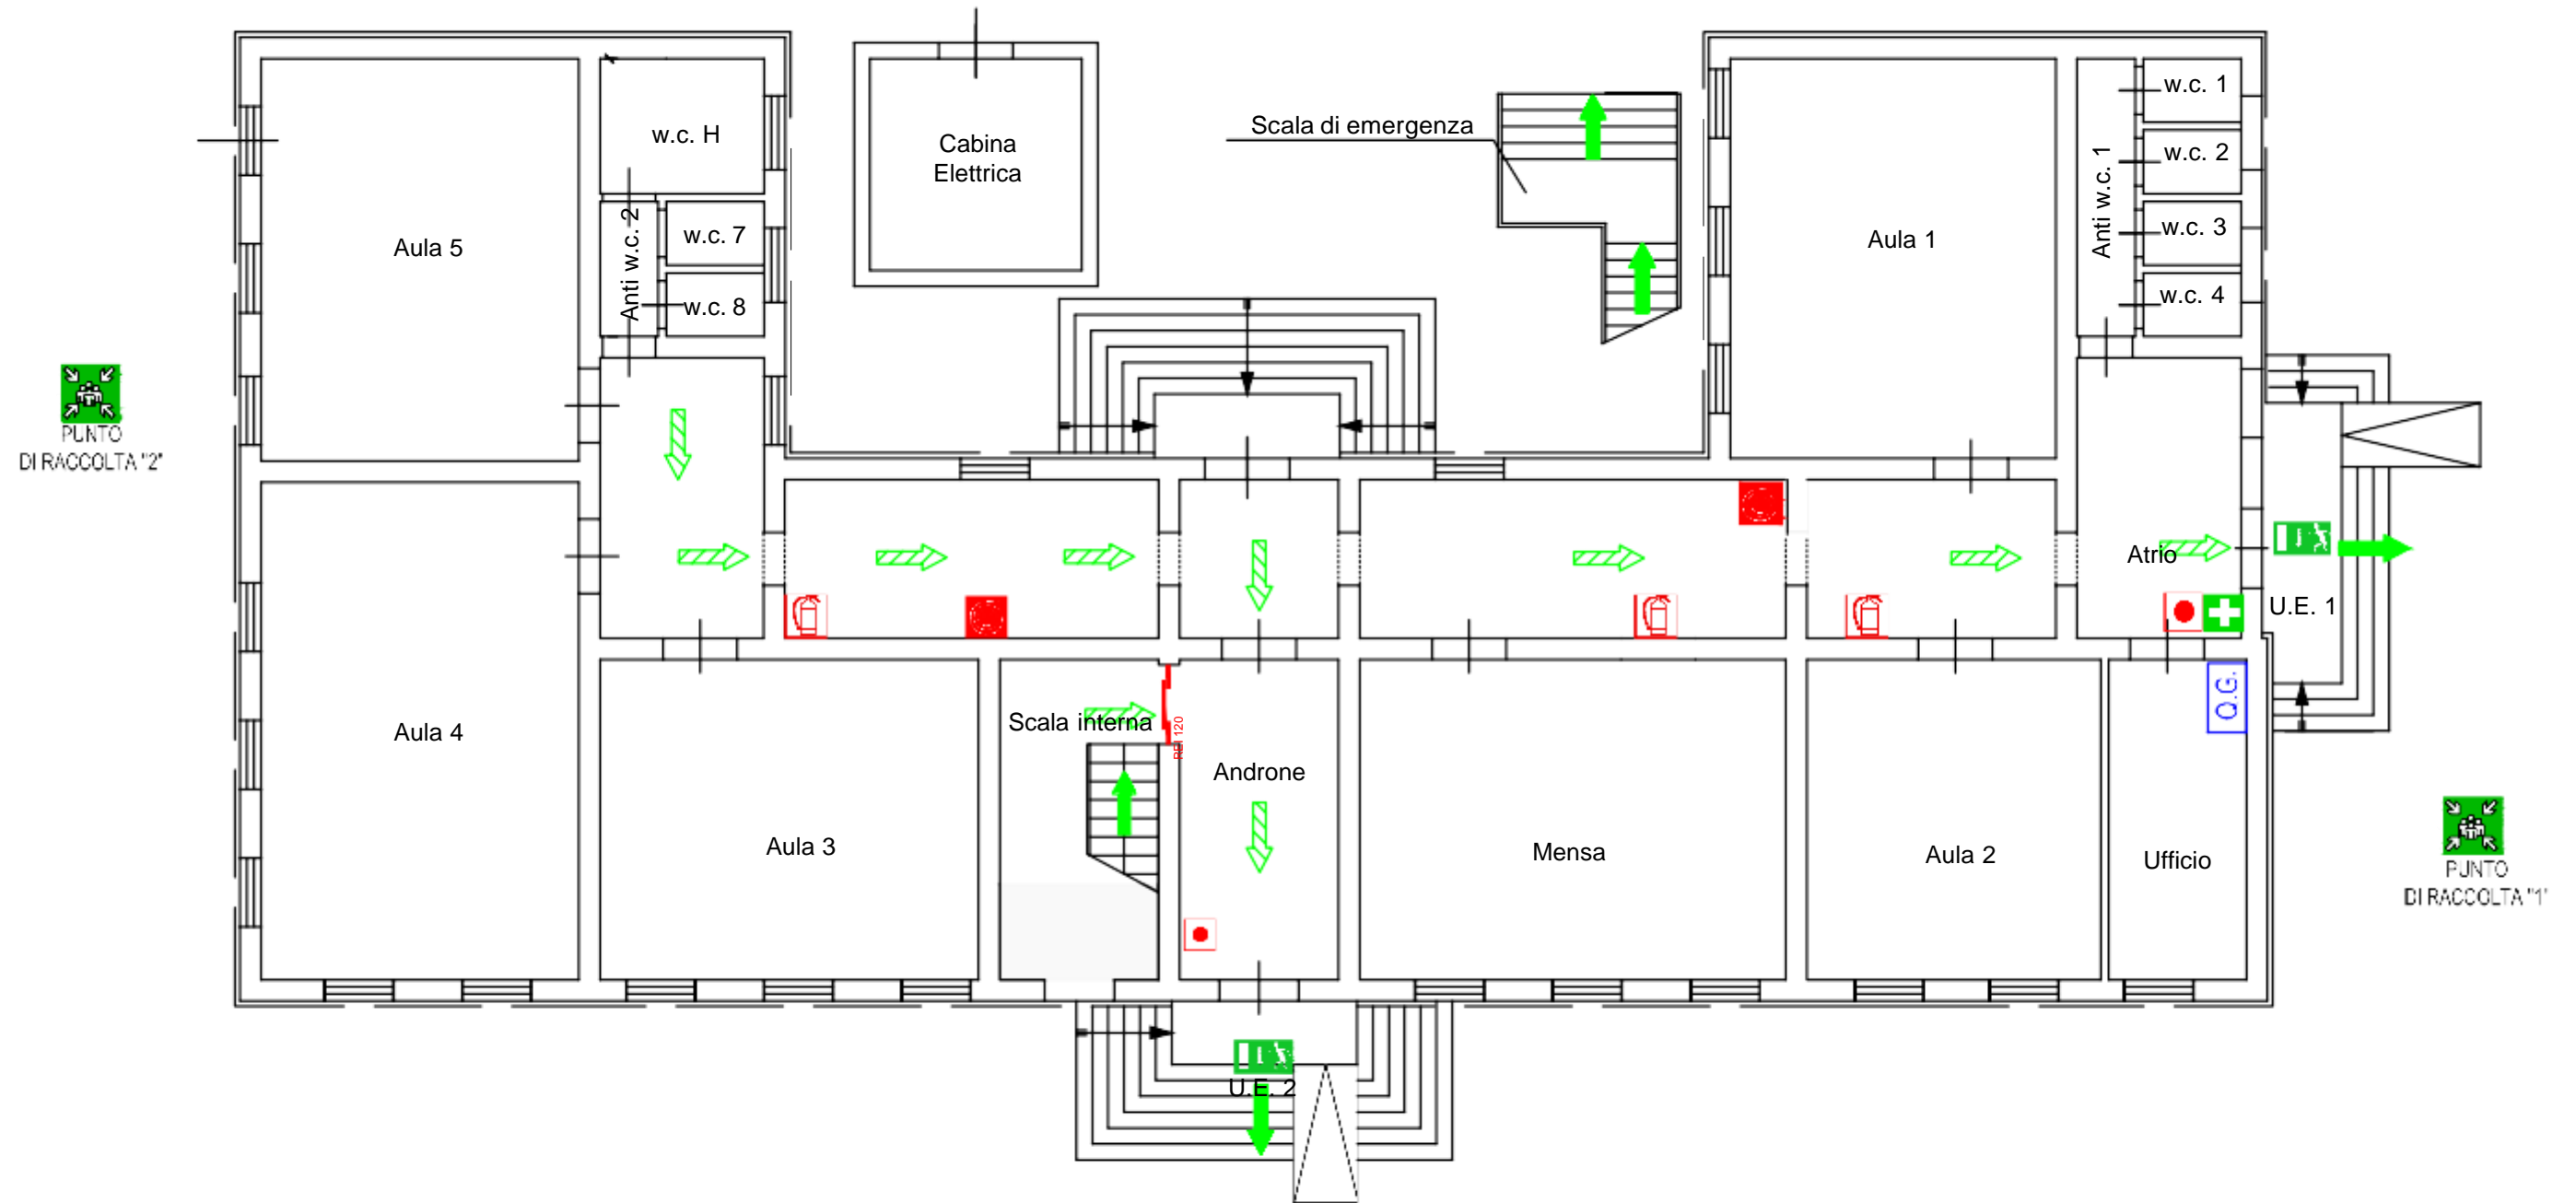 w.c. 1
w.c. 2
w.c. 3
w.c. 4
Anti w.c. 1
Aula 1
Scala di emergenza
Cabina
Elettrica
w.c. H
Anti w.c. 2
w.c. 7
w.c. 8
Aula 5
PUNTO
DI RACCOLTA "2"
Atrio
U.E. 1
Q.G.
Scala interna
REI 120
Androne
Aula 4
Aula 3
Mensa
Aula 2
Ufficio
PUNTO
DI RACCOLTA "1"
U.E. 2